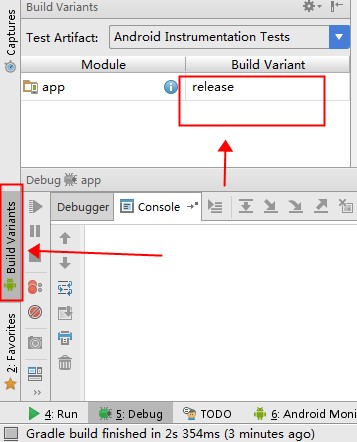 Build Variants
Captures
Test Artifact: Android Instrumentation Tests
Module Build Variant
app release
Debug app
Debugger Console
Build Variants
2: Favorites
4: Run 5: Debug TODO 6: Android Moni
Gradle build finished in 2s 354ms (3 minutes ago)